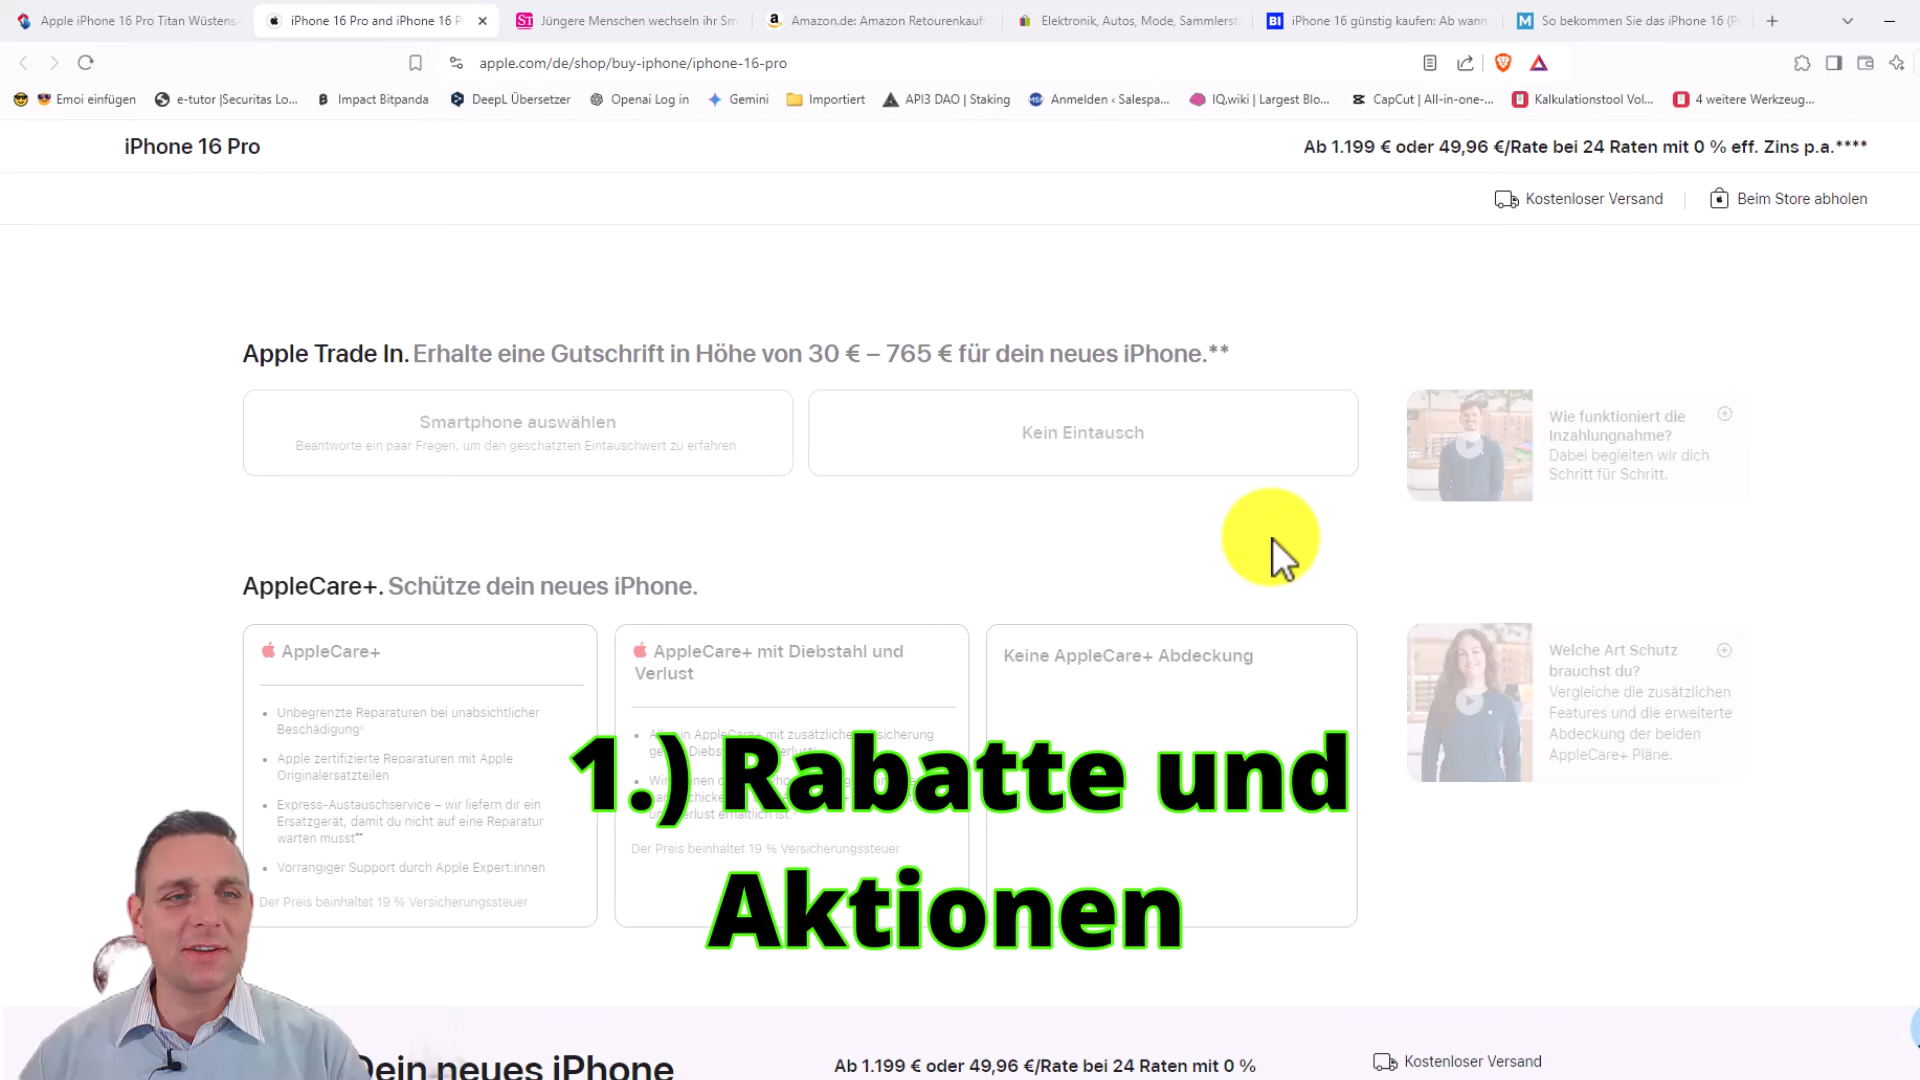 Apple iPhone 16 Pro Titan Wüstens
iPhone 16 Pro and iPhone 16 P
ST
Jüngere Menschen wechseln ihr Sm
Amazon.de: Amazon Retourenkauf:
Elektronik, Autos, Mode, Sammlerst
BI
iPhone 16 günstig kaufen: Ab wann
M
So bekommen Sie das iPhone 16 (P
apple.com/de/shop/buy-iphone/iphone-16-pro
Emoi einfügen
e-tutor |Securitas Lo...
Impact Bitpanda
DeepL Übersetzer
Openai Log in
Gemini
Importiert
API3 DAO | Staking
Anmeldenn ‹ Salespa...
IQ.wiki | Largest Blo...
CapCut | All-in-one-...
Kalkulationstool Vol...
4 weitere Werkzeug...
iPhone 16 Pro
Ab 1.199 € oder 49,96 €/Rate bei 24 Raten mit 0 % eff. Zins p.a.****
Kostenloser Versand
Beim Store abholen
Apple Trade In. Erhalte eine Gutschrift in Höhe von 30 € – 765 € für dein neues iPhone.**
Smartphone auswählen
Beantworte ein paar Fragen, um den geschätzten Eintauschwert zu erfahren.
Kein Eintausch
Wie funktioniert die
Inzahlungnahme?
Dabei begleiten wir dich
Schritt für Schritt.
AppleCare+. Schütze dein neues iPhone.
AppleCare+
Unbegrenzte Reparaturen bei unabsichtlicher
Beschädigung
Apple zertifizierte Reparaturen mit Apple
Originalersatzteilen
Express-Austauschservice – wir liefern dir ein
Ersatzgerät, damit du nicht auf eine Reparatur
warten musst
Vorrangiger Support durch Apple Expert:innen
Der Preis beinhaltet 19 % Versicherungssteuer
AppleCare+ mit Diebstahl und
Verlust
in AppleCare+ mit zusätzliche
Der Preis beinhaltet 19 % Versicherungssteuer
Keine AppleCare+ Abdeckung
Welche Art Schutz
brauchst du?
Vergleiche die zusätzlichen
Features und die erweiterte
Abdeckung der beiden
AppleCare+ Pläne.
1.) Rabatte und
Aktionen
Dein neues iPhone
Ab 1.199 € oder 49,96 €/Rate bei 24 Raten mit 0 %
Kostenloser Versand